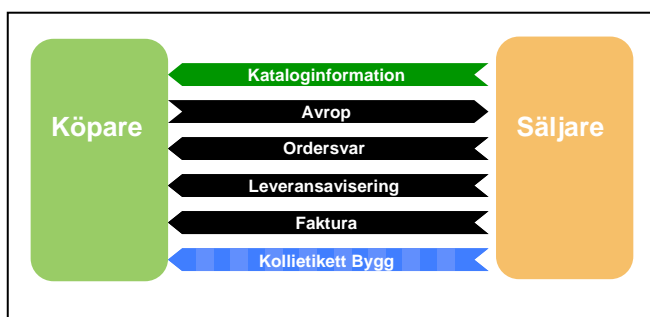 Kataloginformation
Köpare
Avrop
Säljare
Ordersvar
Leveransavisering
Faktura
Kollietikett Bygg